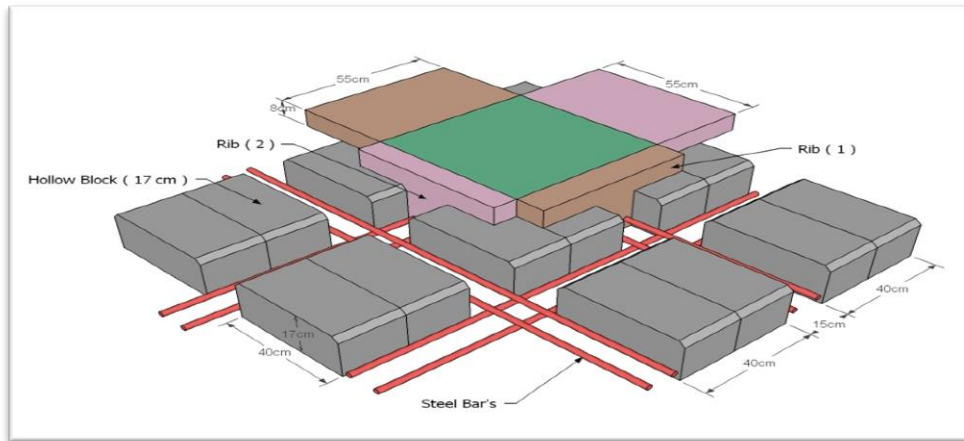 55cm
55cm
8cm
Rib ( 2 )
Rib ( 1 )
Hollow Block ( 17 cm )
17cm
40cm
40cm
15cm
40cm
Steel Bar's